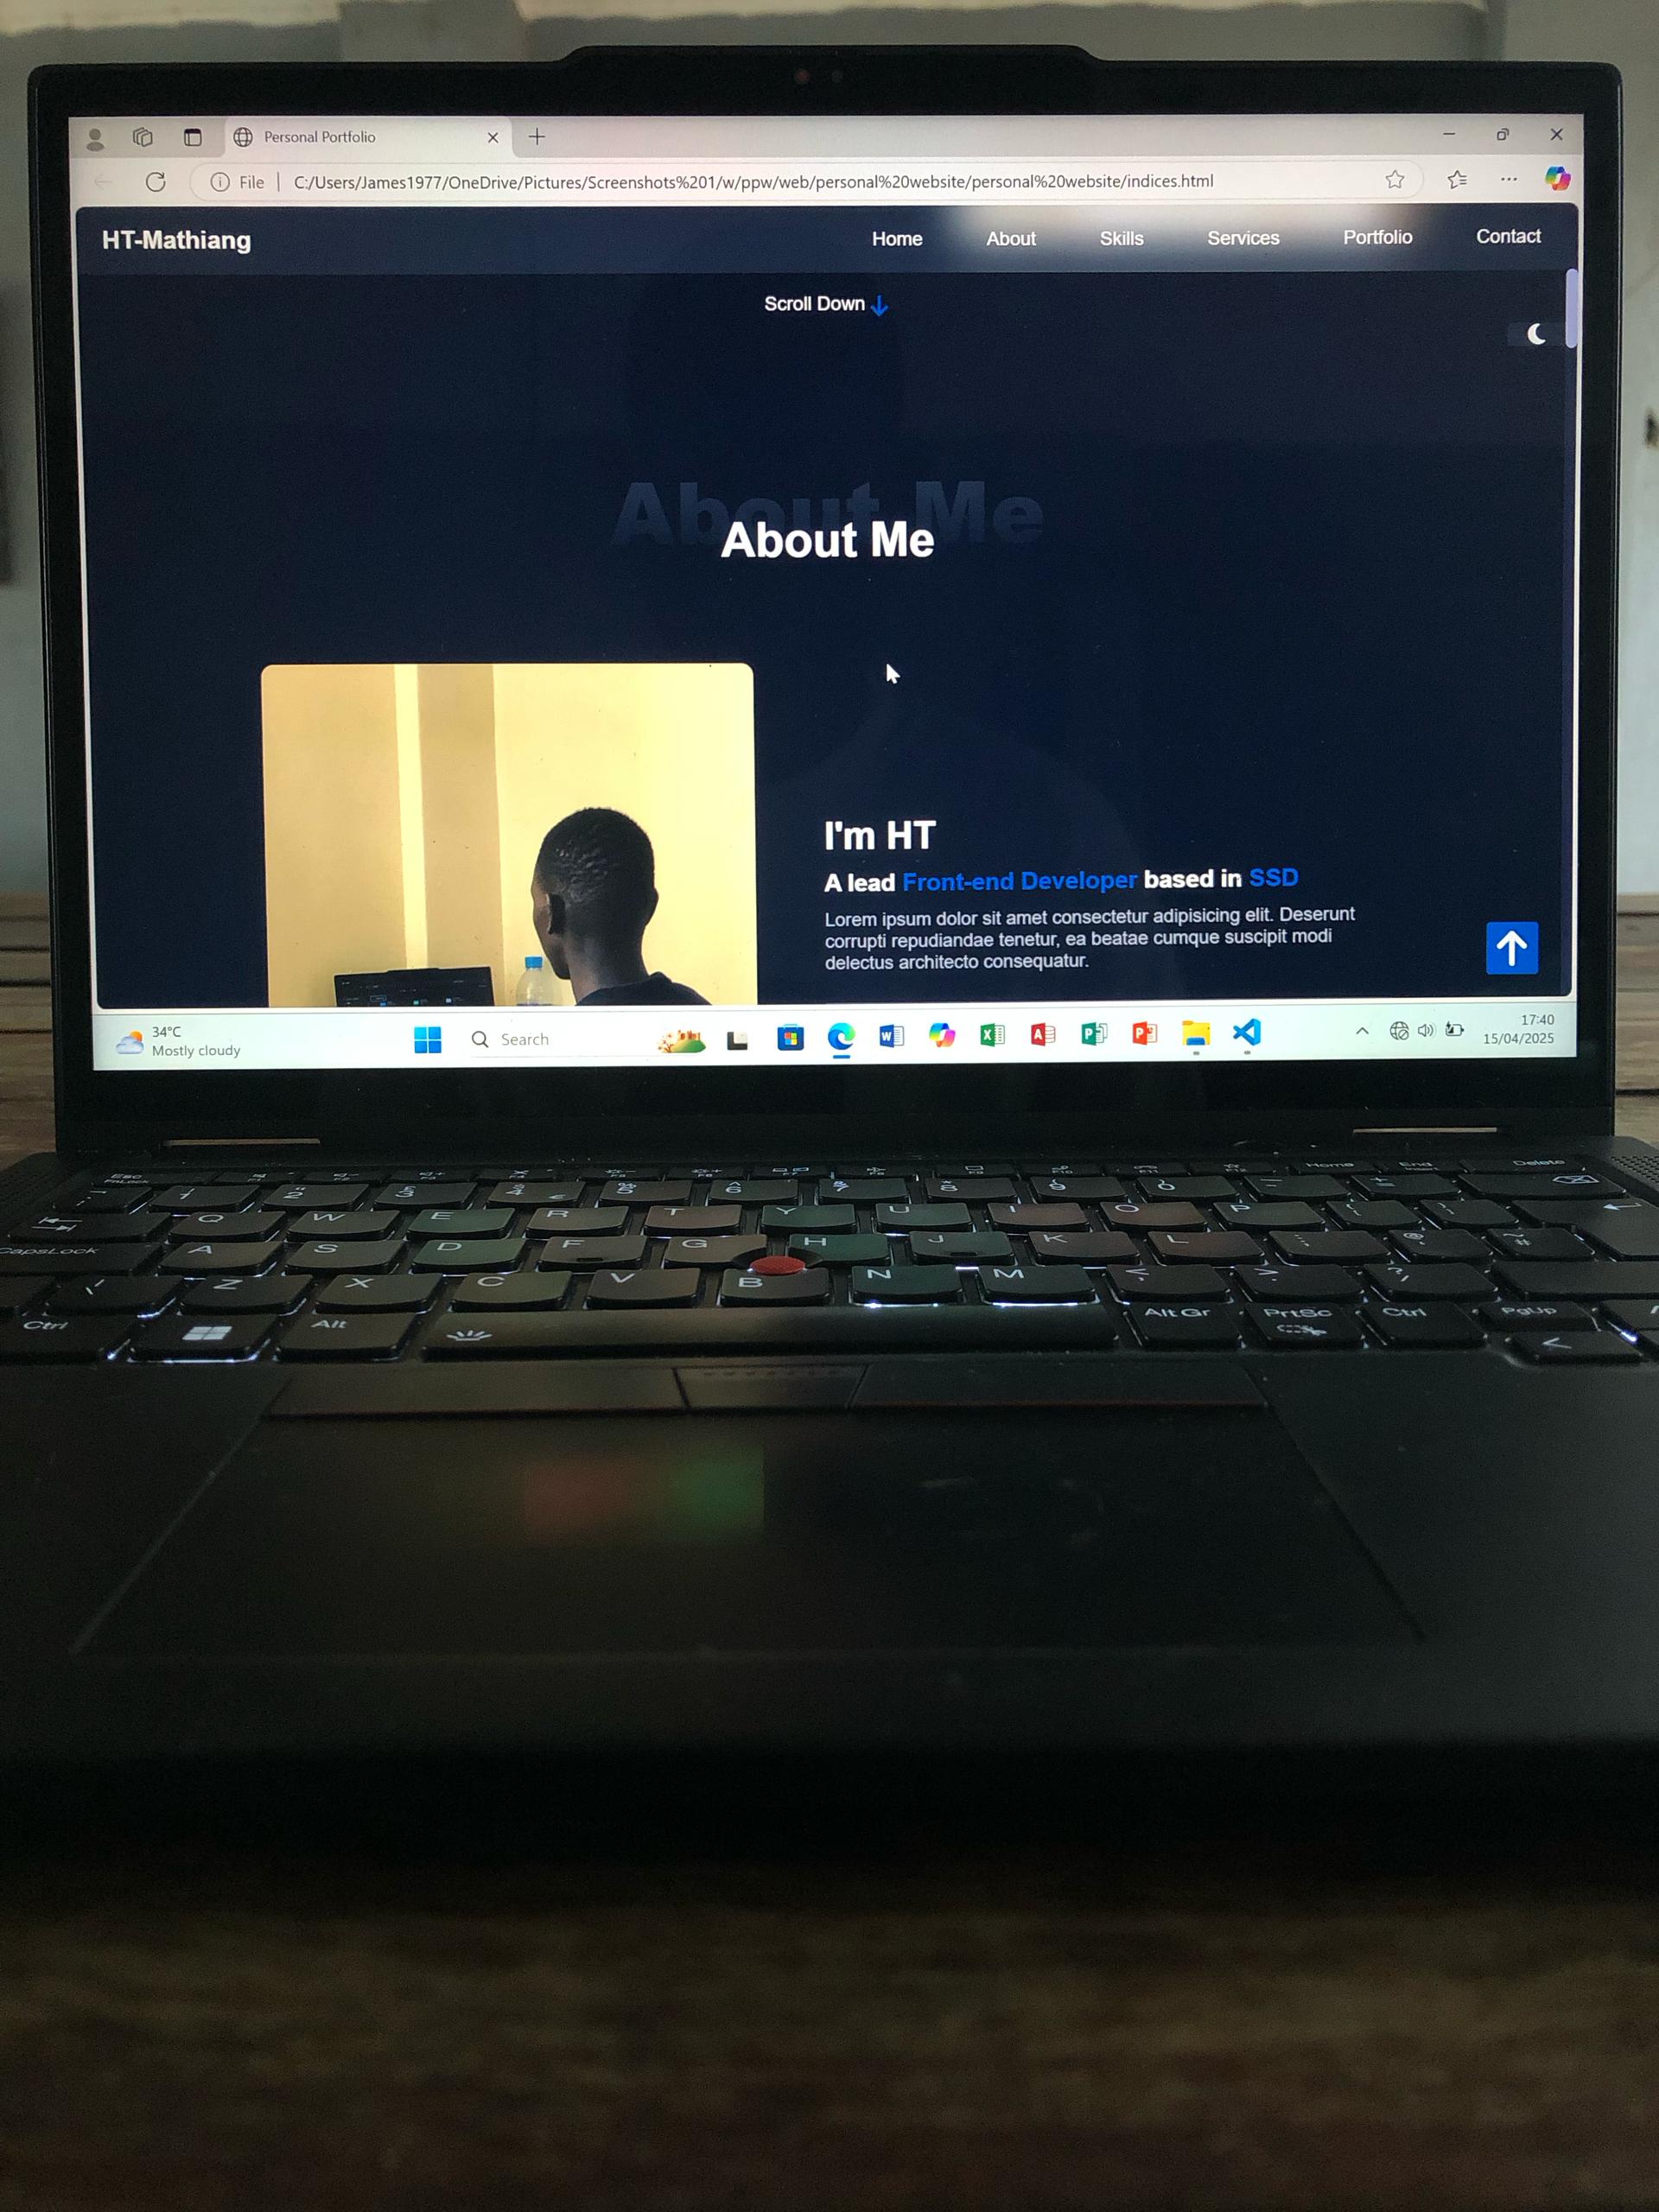 Personal Portfolio
File | C:/Users/James1977/OneDrive/Pictures/Screenshots%201/w/ppw/web/personal%20website/personal%20website/indices.html
HT-Mathiang Home About Skills Services Portfolio Contact
Scroll Down
About Me
About Me
I'm HT
A lead Front-end Developer based in SSD
Lorem ipsum dolor sit amet consectetur adipisicing elit. Deserunt
corrupti repudiandae tenetur, ea beatae cumque suscipit modi
delectus architecto consequatur.
34°C
Mostly cloudy
Search
17:40
15/04/2025
Esc
Home End Delete
Q W E R T Y U I O P
CapsLock A S D F G H J K L
Z X C V B N M
Ctrl Alt Alt Gr PrtSc Ctrl PgUp